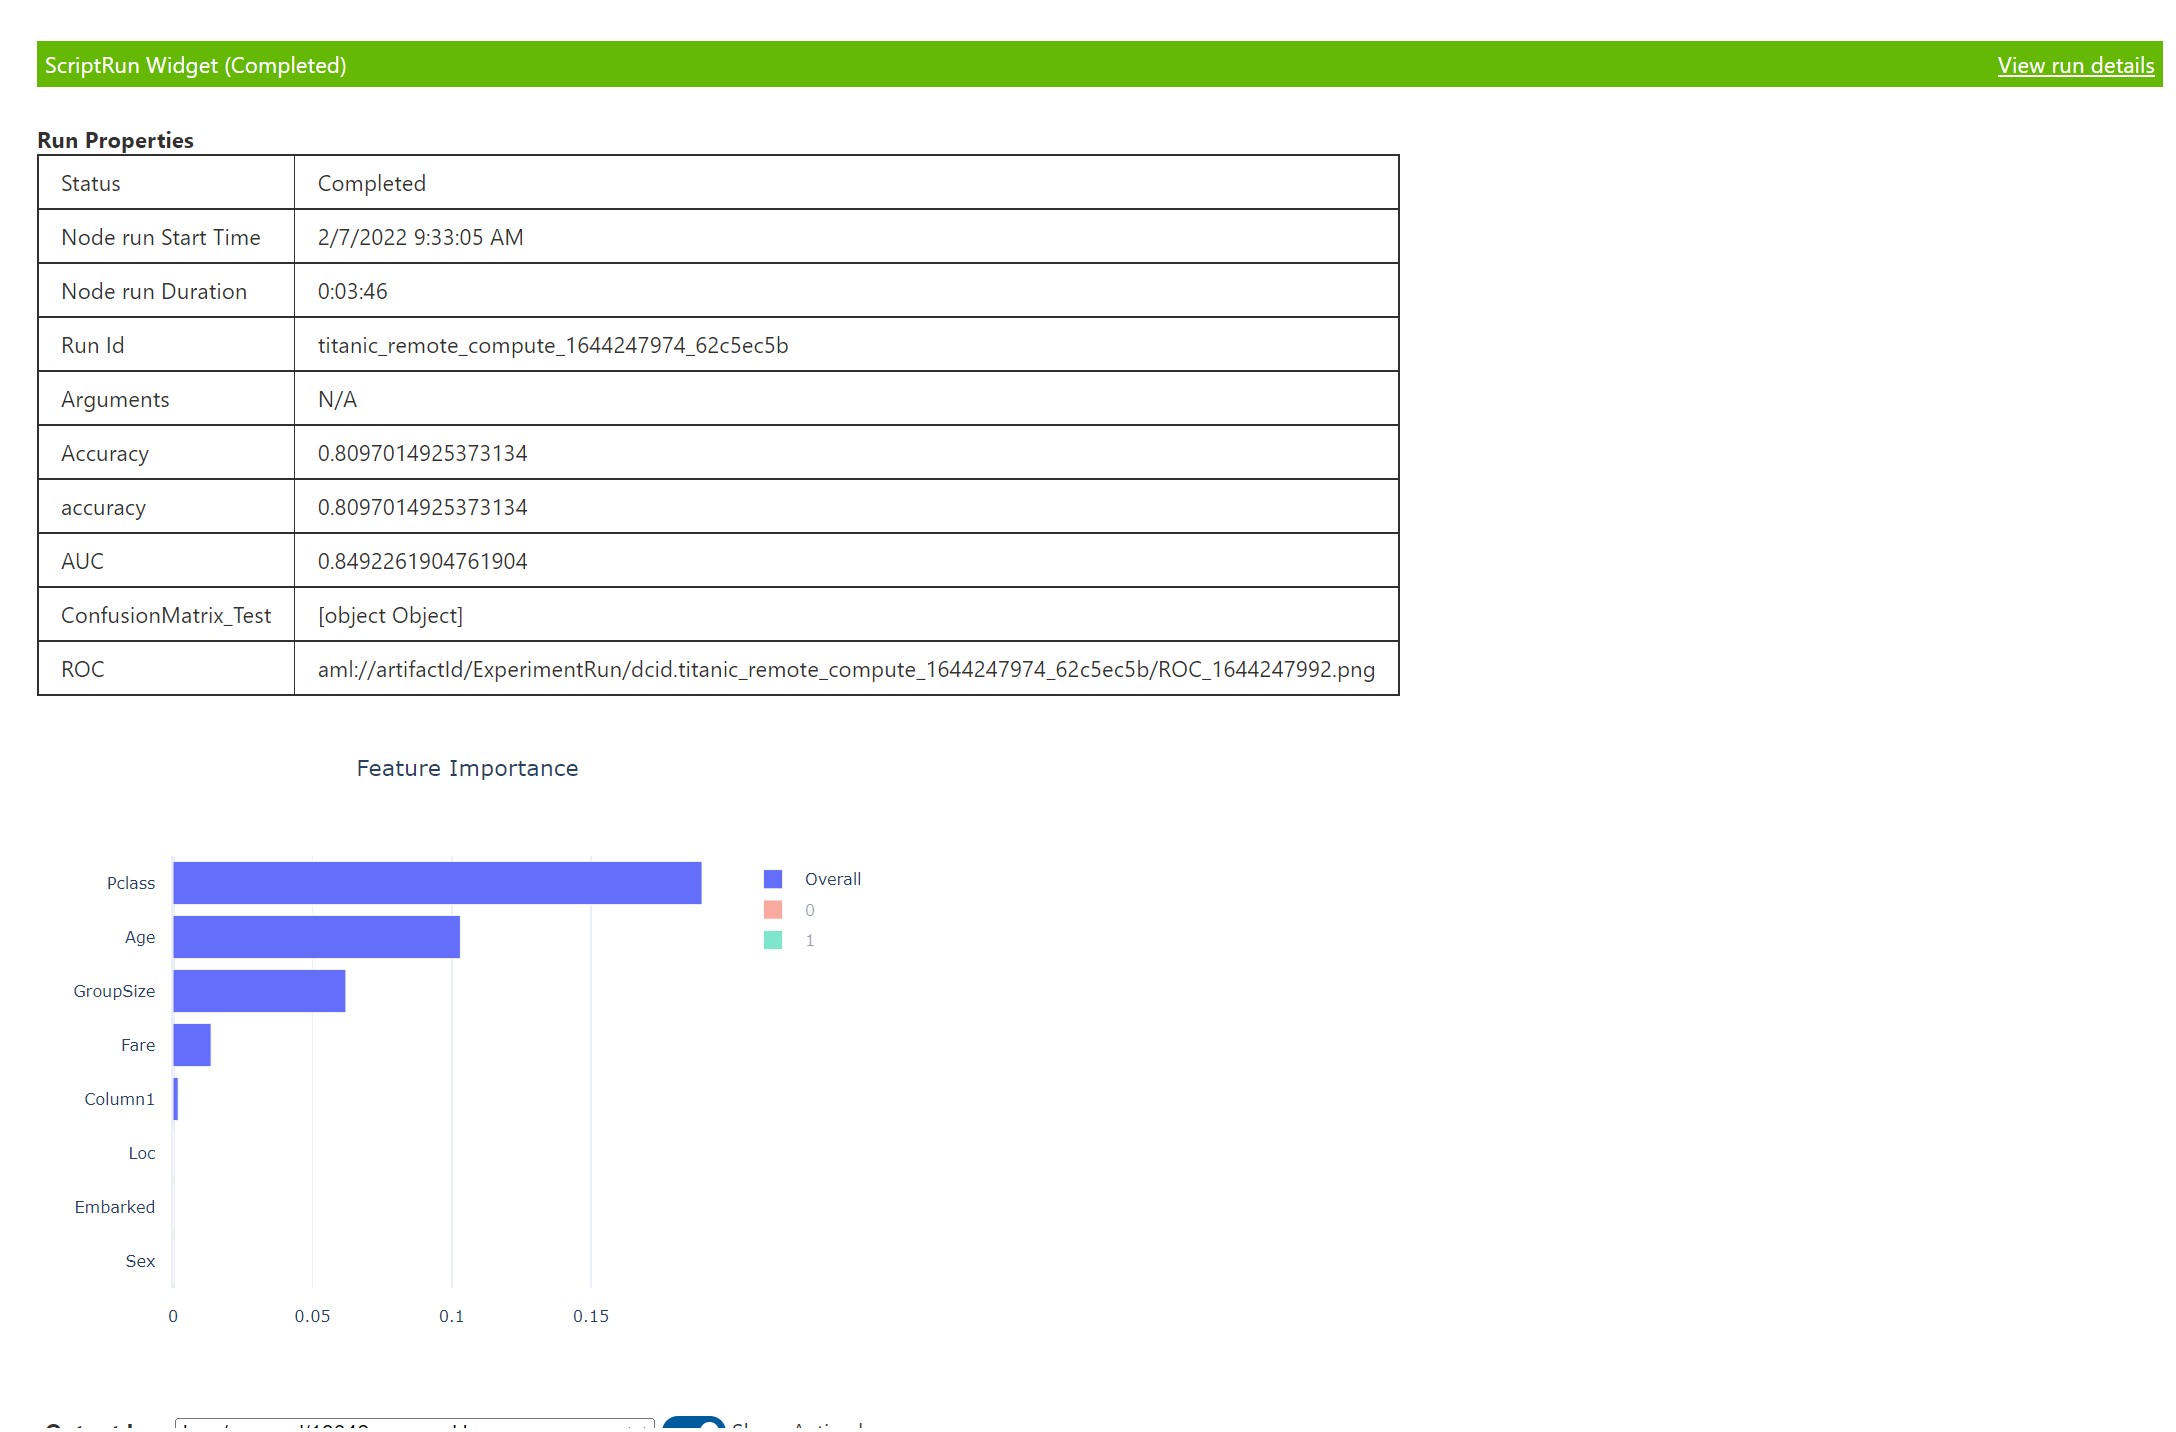 ScriptRun Widget (Completed) View run details
Run Properties
Status Completed
Node run Start Time 2/7/2022 9:33:05 AM
Node run Duration 0:03:46
Run Id titanic_remote_compute_1644247974_62c5ec5b
Arguments N/A
Accuracy 0.8097014925373134
accuracy 0.8097014925373134
AUC 0.8492261904761904
ConfusionMatrix_Test [object Object]
ROC aml://artifactId/ExperimentRun/dcid.titanic_remote_compute_1644247974_62c5ec5b/ROC_1644247992.png
Feature Importance
Pclass
Age
GroupSize
Fare
Column1
Loc
Embarked
Sex
0 0.05 0.1 0.15
Overall
0
1